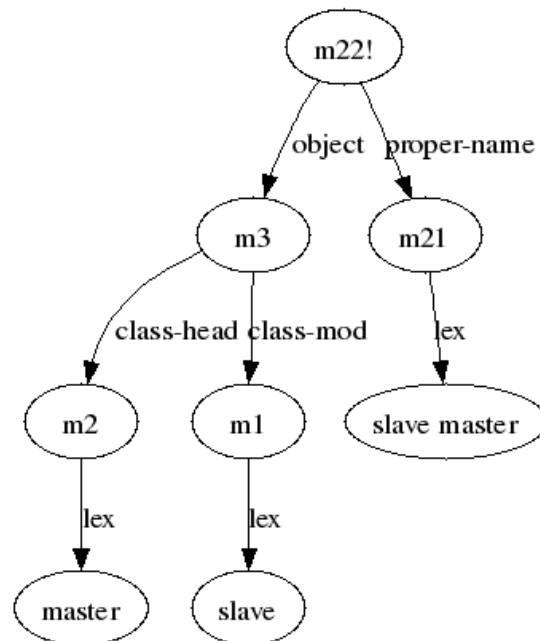 m22!
object proper-name
m3 m21
class-head class-mod lex
m2 m1 slave master
lex lex
master slave